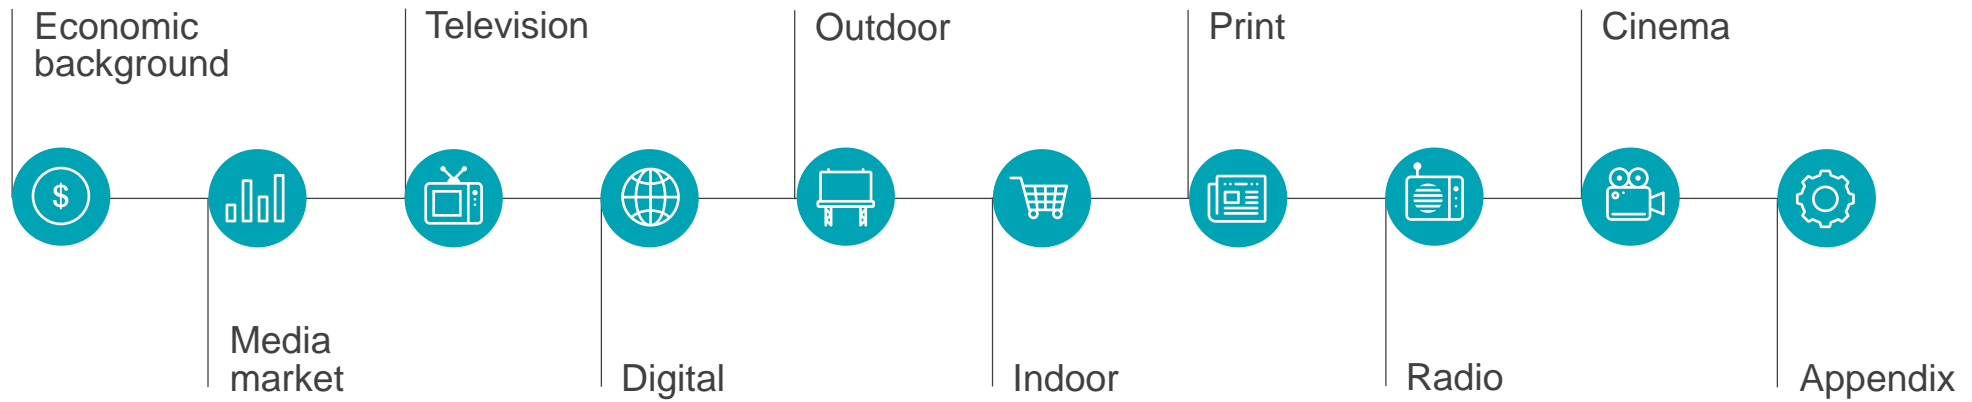 Economic
background
Television
Outdoor
Print
Cinema
$
Media
market
Digital
Indoor
Radio
Appendix